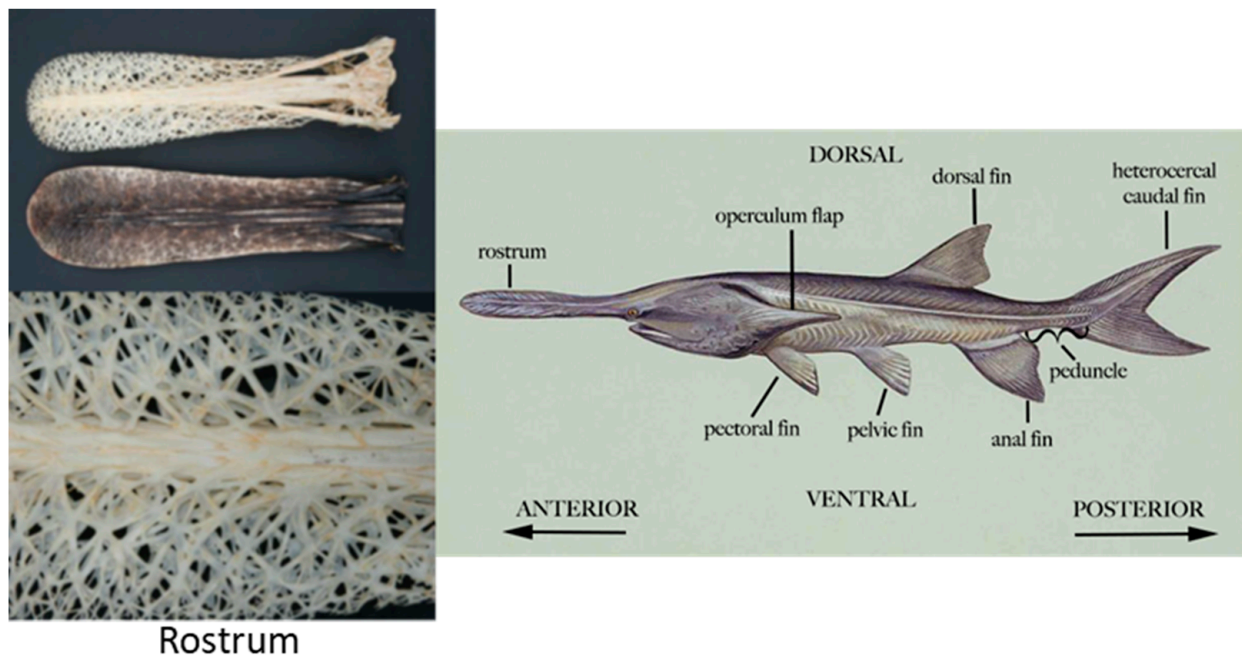 DORSAL
dorsal fin
heterocercal
caudal fin
operculum flap
rostrum
peduncle
pectoral fin
pelvic fin
anal fin
VENTRAL
ANTERIOR
POSTERIOR
Rostrum